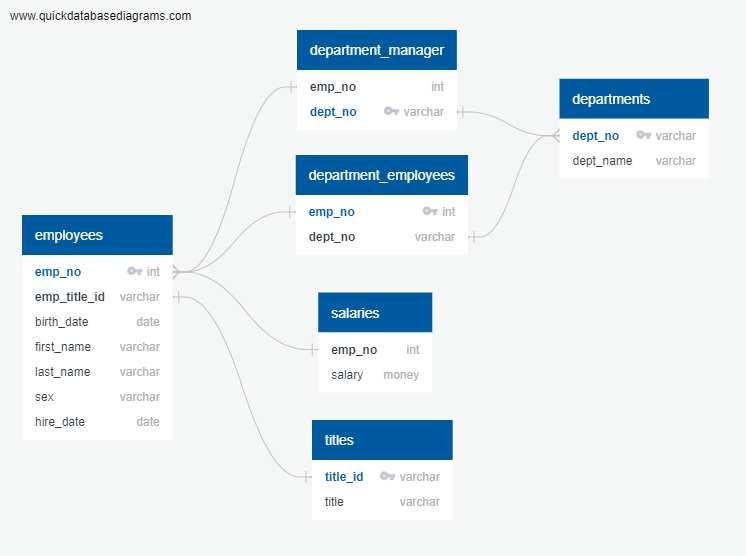 www.quickdatabasediagrams.com
department_manager
emp_no int
dept_no varchar
departments
dept_no varchar
dept_name varchar
department_employees
emp_no int
dept_no varchar
employees
emp_no int
emp_title_id varchar
birth_date date
first_name varchar
last_name varchar
sex varchar
hire_date date
salaries
emp_no int
salary money
titles
title_id varchar
title varchar